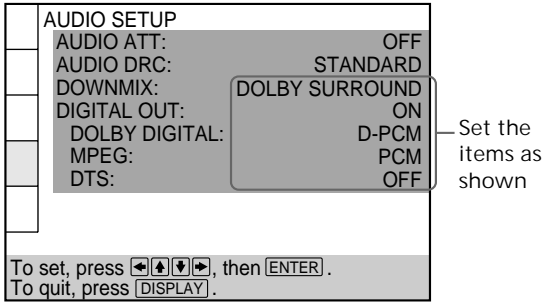 AUDIO SETUP
AUDIO ATT: OFF
AUDIO DRC: STANDARD
DOWNMIX: DOLBY SURROUND
DIGITAL OUT: ON
DOLBY DIGITAL: D-PCM
MPEG: PCM
DTS: OFF
Set the
items as
shown
To set, press ←↑↓→, then ENTER.
To quit, press DISPLAY.